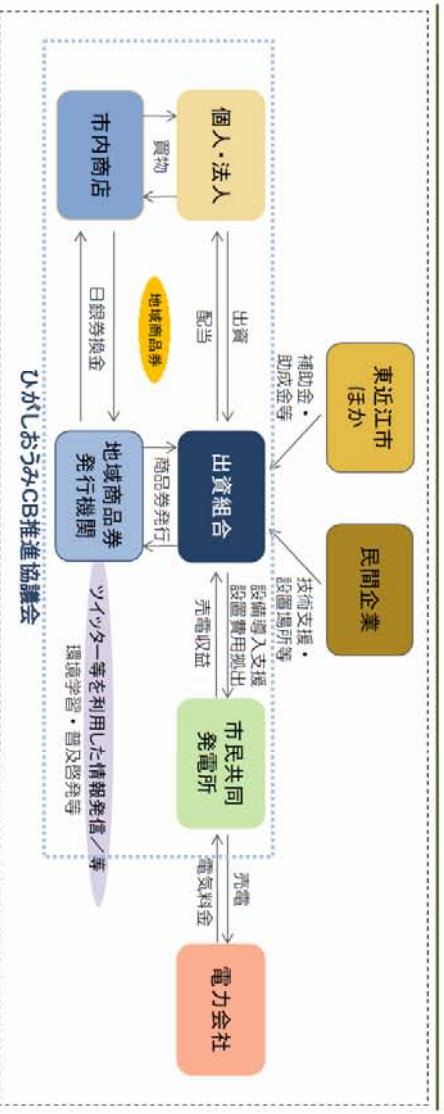 東近江市
ほか
民間企業
補助金・
助成金等
技術支援・
設置場所等
個人・法人
出資
配当
出資組合
設備導入支援
設置費用拠出
売電収益
市民共同
発電所
売電
電気料金
電力会社
買物
地域商品券
商品券発行
市内商店
日銀券換金
地域商品券
発行機関
ツイッター等を利用した情報発信／等
環境学習・普及啓発等
ひがしおうみCB推進協議会